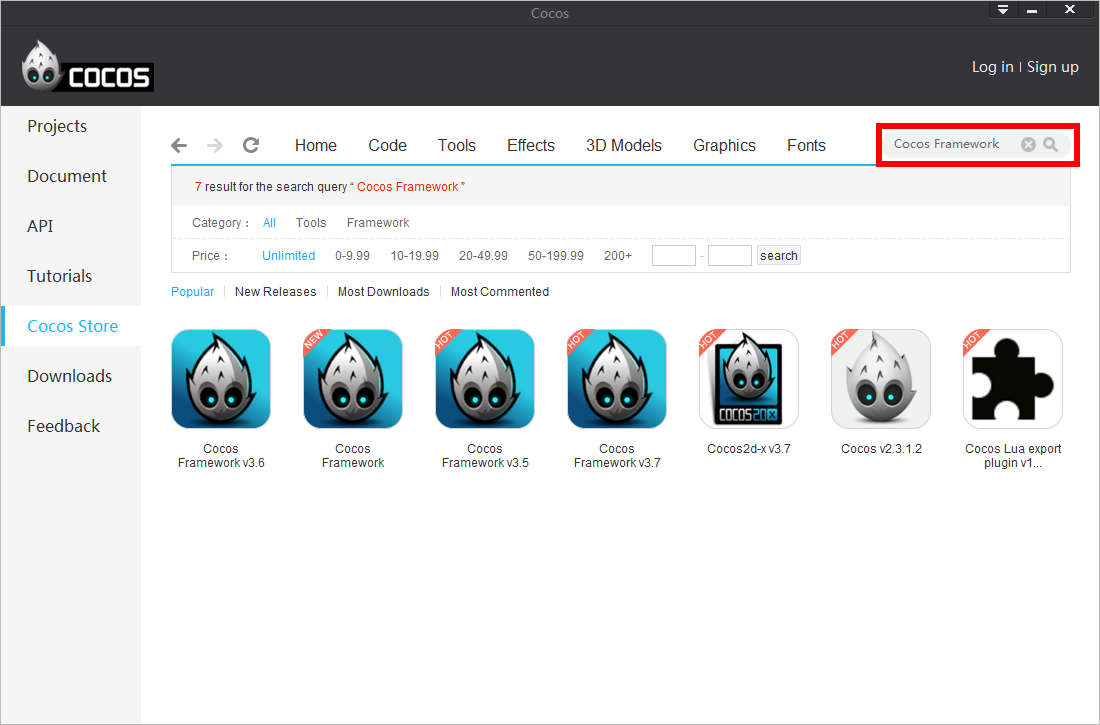 Cocos
COCOS
Log in | Sign up
Projects
Document
API
Tutorials
Cocos Store
Downloads
Feedback
Home Code Tools Effects 3D Models Graphics Fonts
Cocos Framework
7 result for the search query “ Cocos Framework ”
Category : All Tools Framework
Price : Unlimited 0-9.99 10-19.99 20-49.99 50-199.99 200+ - search
Popular New Releases Most Downloads Most Commented
Cocos
Framework v3.6
NEW
Cocos
Framework
HOT
Cocos
Framework v3.5
HOT
Cocos
Framework v3.7
HOT
COCOS2DX
Cocos2d-x v3.7
HOT
Cocos v2.3.1.2
HOT
Cocos Lua export
plugin v1...